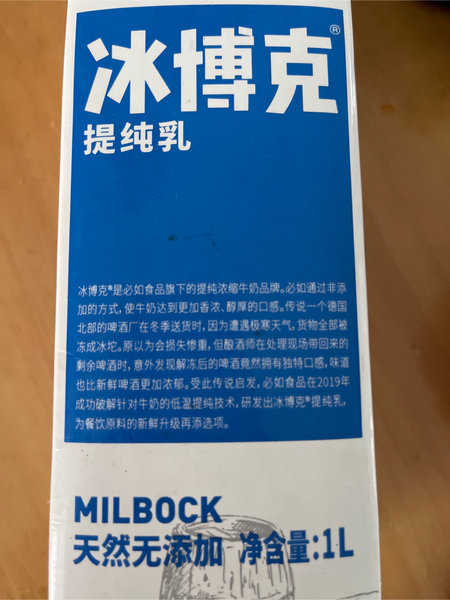 冰博克®
提纯乳
冰博克®是必如食品旗下的提纯浓缩牛奶品牌。必如通过非添
加的方式，使牛奶达到更加香浓、醇厚的口感。传说一个德国
北部的啤酒厂在冬季送货时，因为遭遇极寒天气，货物全部被
冻成冰坨。原以为会损失惨重，但酿酒师在处理现场带回来的
剩余啤酒时，意外发现解冻后的啤酒竟然拥有独特口感，味道
也比新鲜啤酒更加浓郁。受此传说启发，必如食品在2019年
成功破解针对牛奶的低温提纯技术，研发出冰博克®提纯乳，
为餐饮原料的新鲜升级再添选项。
MILBOCK
天然无添加 净含量:1L